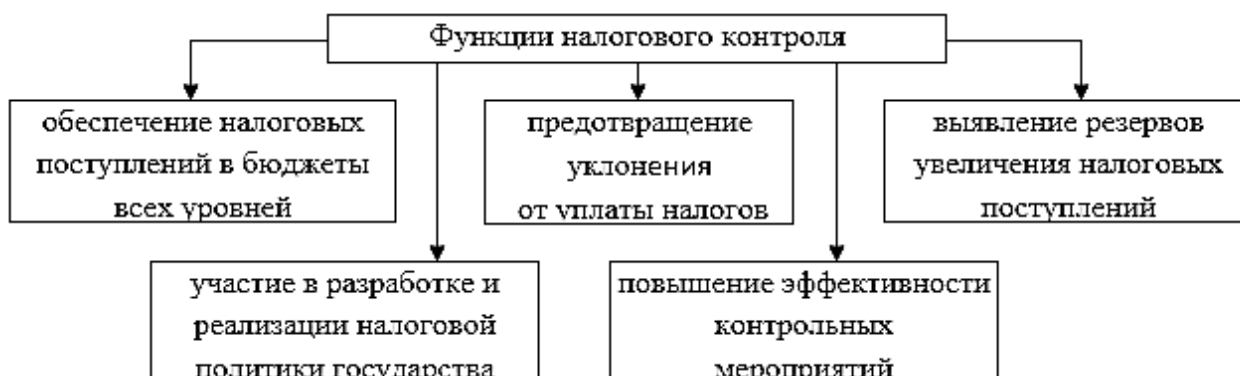 Функции налогового контроля
обеспечение налоговых
поступлений в бюджеты
всех уровней
предотвращение
уклонения
от уплаты налогов
выявление резервов
увеличения налоговых
поступлений
участие в разработке и
реализации налоговой
политики государства
повышение эффективности
контрольных
мероприятий